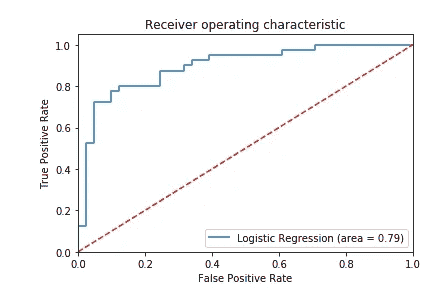 Receiver operating characteristic
1.0
0.8
0.6
0.4
0.2
0.0
True Positive Rate
Logistic Regression (area = 0.79)
0.0 0.2 0.4 0.6 0.8 1.0
False Positive Rate